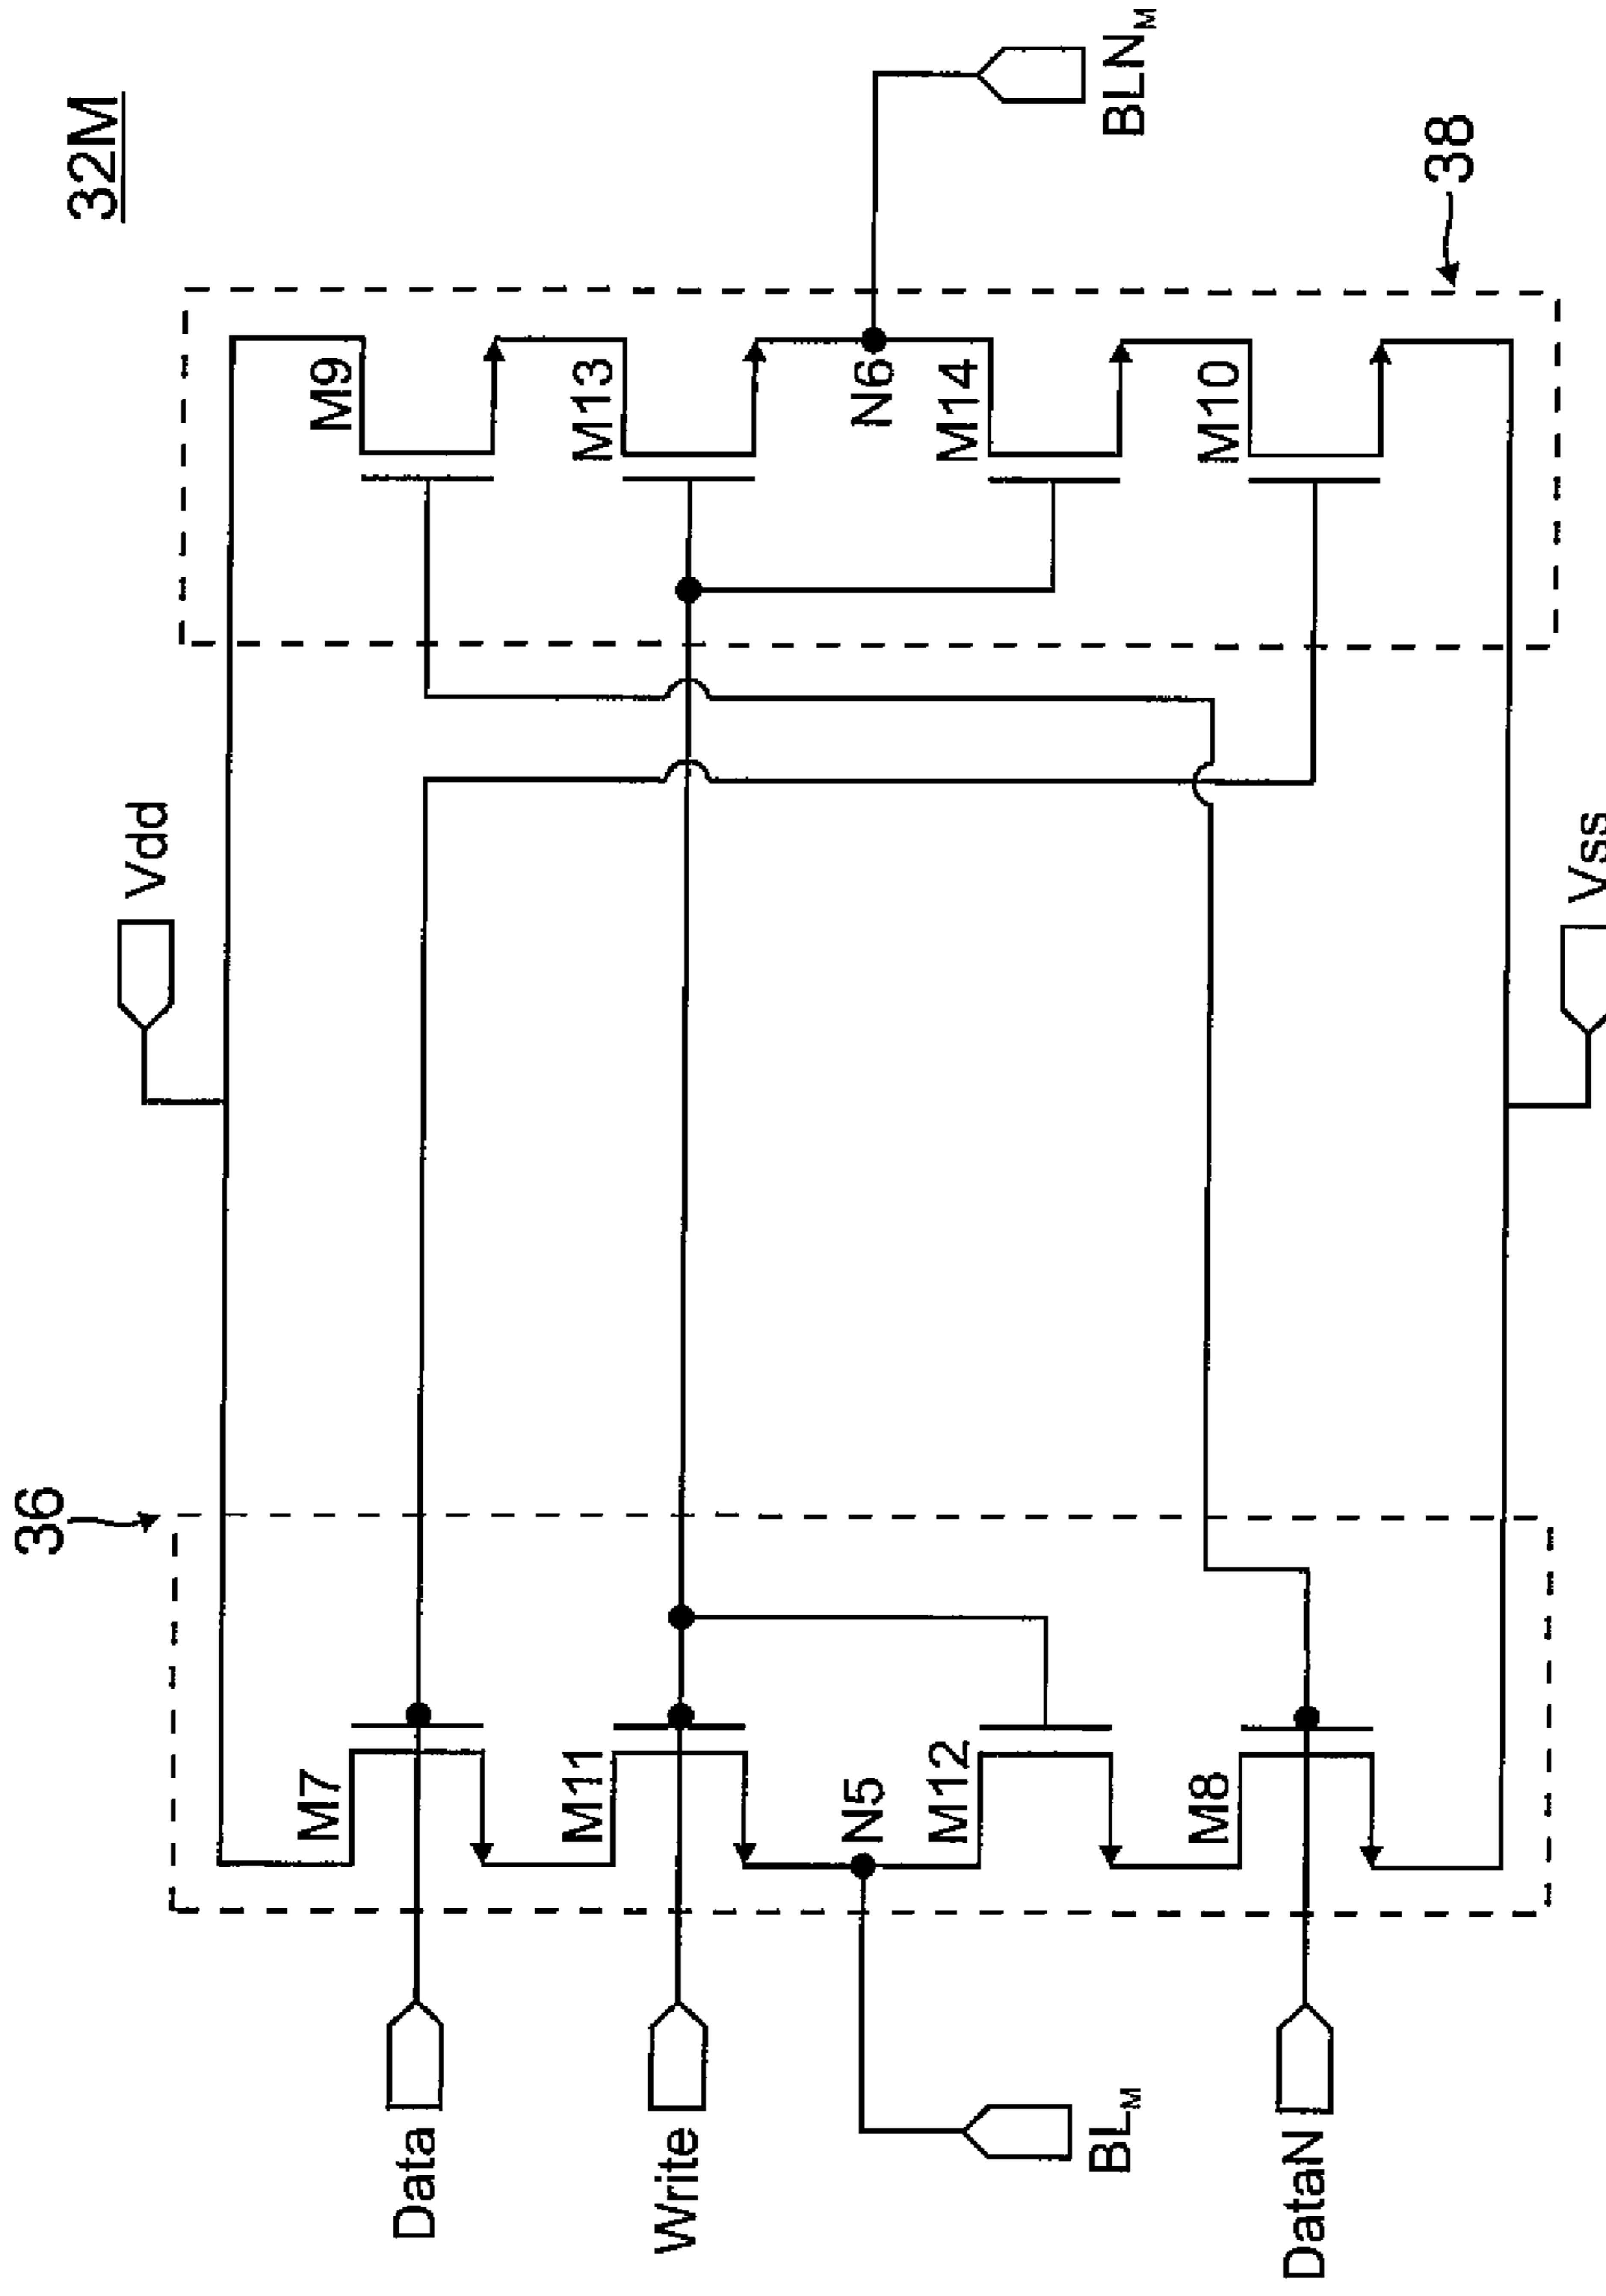 32M
36
Vdd
38
M7
M9
M11
M13
N5
N6
M12
M14
M8
M10
Data
Write
BL_M
DataN
BLN_M
Vss